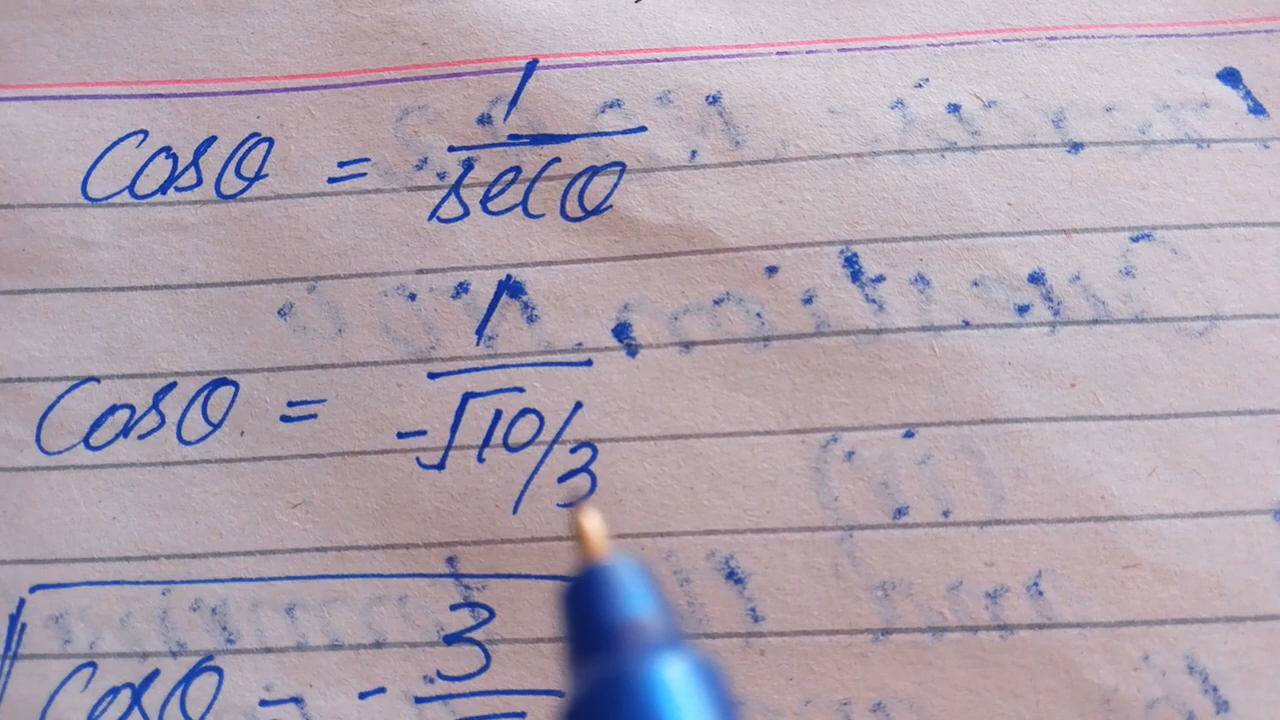 cosθ = 1/secθ
cosθ = 1/(-√10/3)
cosθ = - 3/